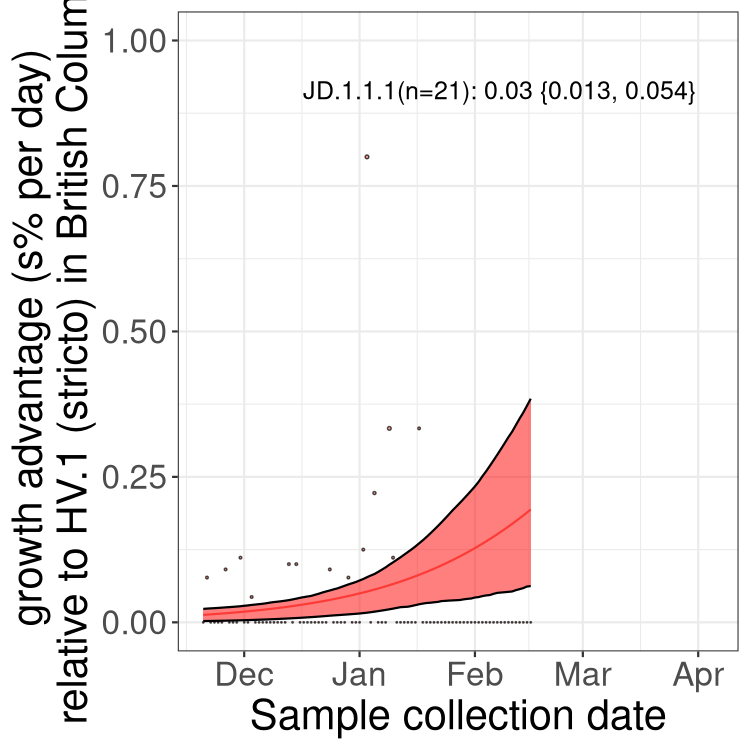 growth advantage (s% per day)
relative to HV.1 (stricto) in British Colum
1.00
0.75
0.50
0.25
0.00
JD.1.1.1(n=21): 0.03 {0.013, 0.054}
Dec Jan Feb Mar Apr
Sample collection date